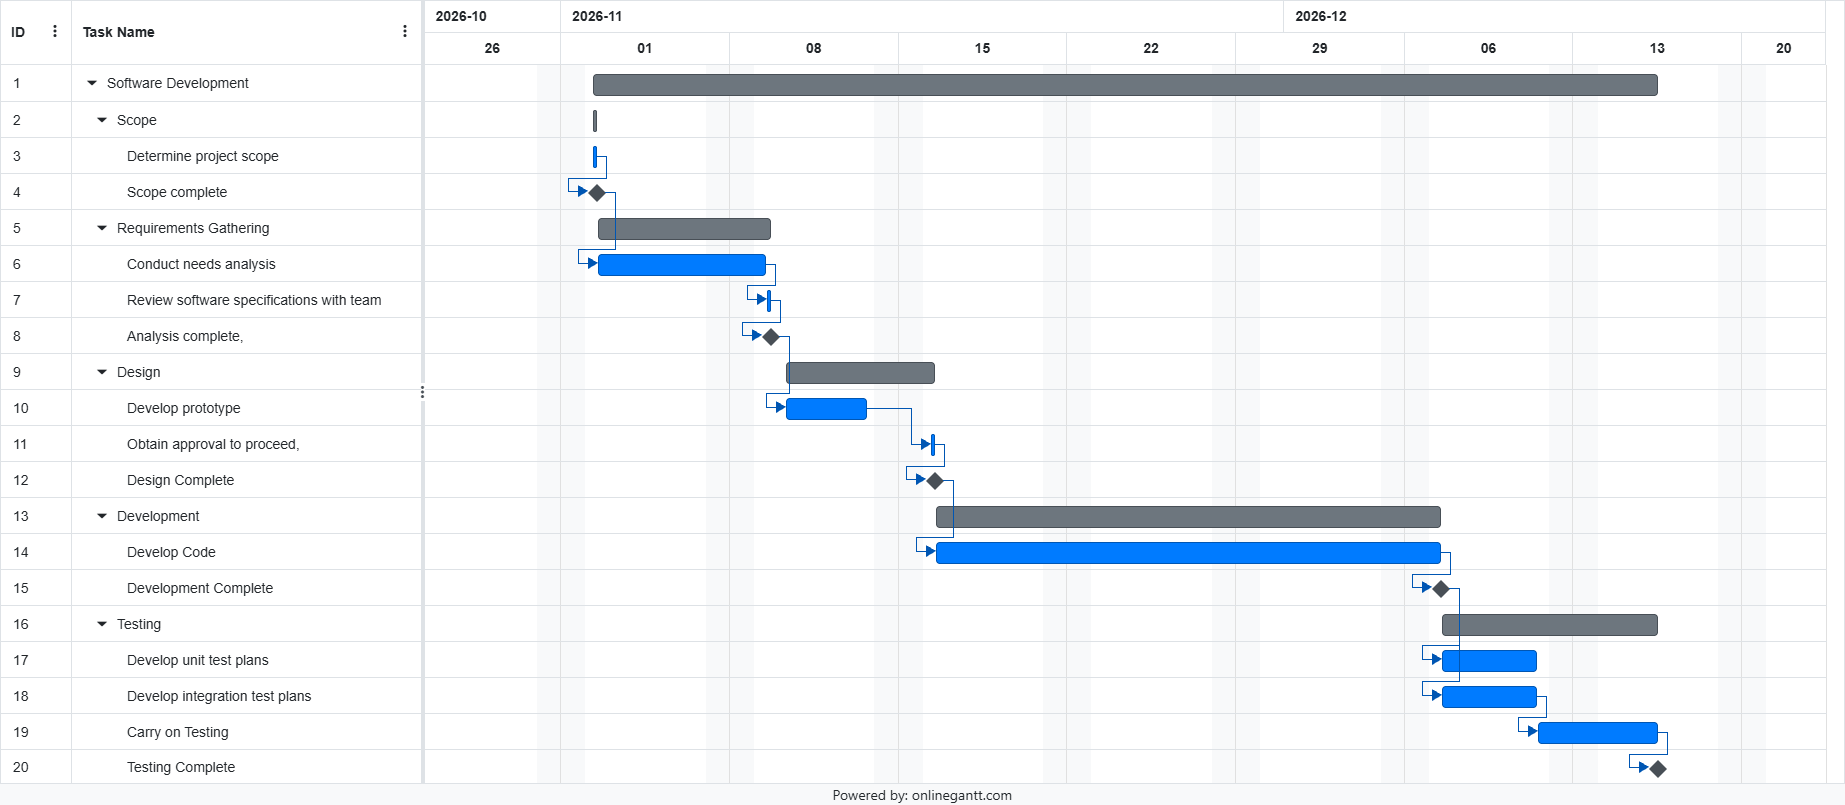 ID
Task Name
2026-10
2026-11
2026-12
26
01
08
15
22
29
06
13
20
1 Software Development
2 Scope
3 Determine project scope
4 Scope complete
5 Requirements Gathering
6 Conduct needs analysis
7 Review software specifications with team
8 Analysis complete,
9 Design
10 Develop prototype
11 Obtain approval to proceed,
12 Design Complete
13 Development
14 Develop Code
15 Development Complete
16 Testing
17 Develop unit test plans
18 Develop integration test plans
19 Carry on Testing
20 Testing Complete
Powered by: onlinegantt.com